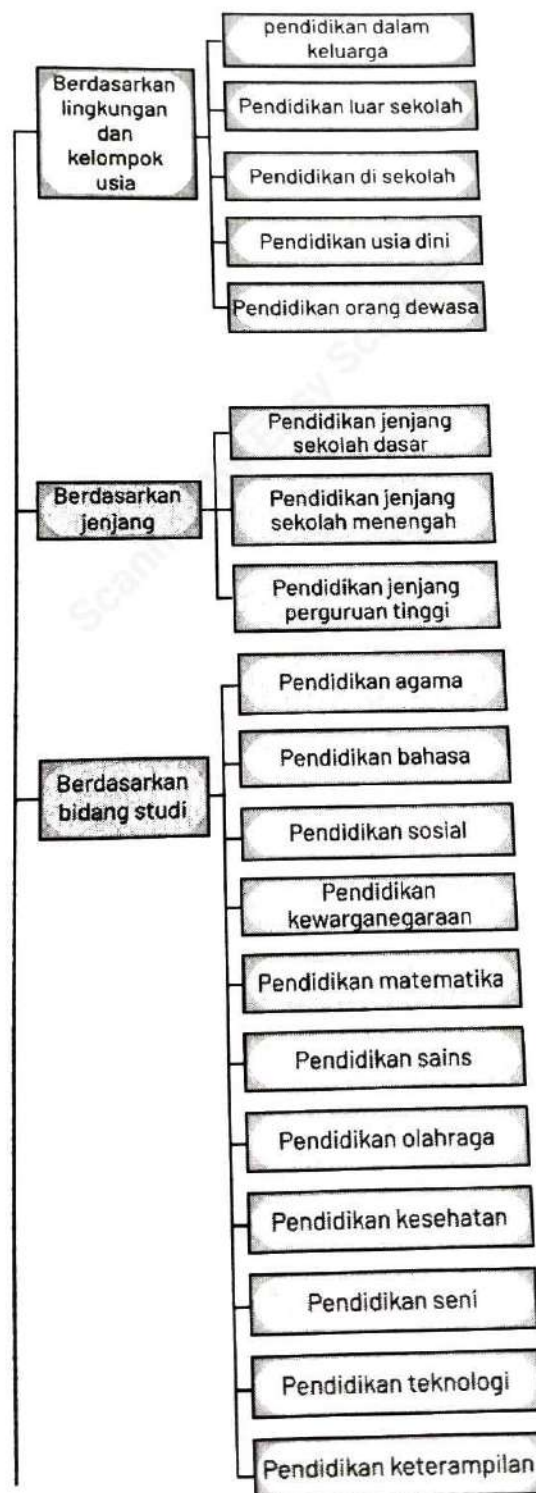 Berdasarkan
lingkungan
dan
kelompok
usia
pendidikan dalam
keluarga
Pendidikan luar sekolah
Pendidikan di sekolah
Pendidikan usia dini
Pendidikan orang dewasa
Berdasarkan
jenjang
Pendidikan jenjang
sekolah dasar
Pendidikan jenjang
sekolah menengah
Pendidikan jenjang
perguruan tinggi
Berdasarkan
bidang studi
Pendidikan agama
Pendidikan bahasa
Pendidikan sosial
Pendidikan
kewarganegaraan
Pendidikan matematika
Pendidikan sains
Pendidikan olahraga
Pendidikan kesehatan
Pendidikan seni
Pendidikan teknologi
Pendidikan keterampilan